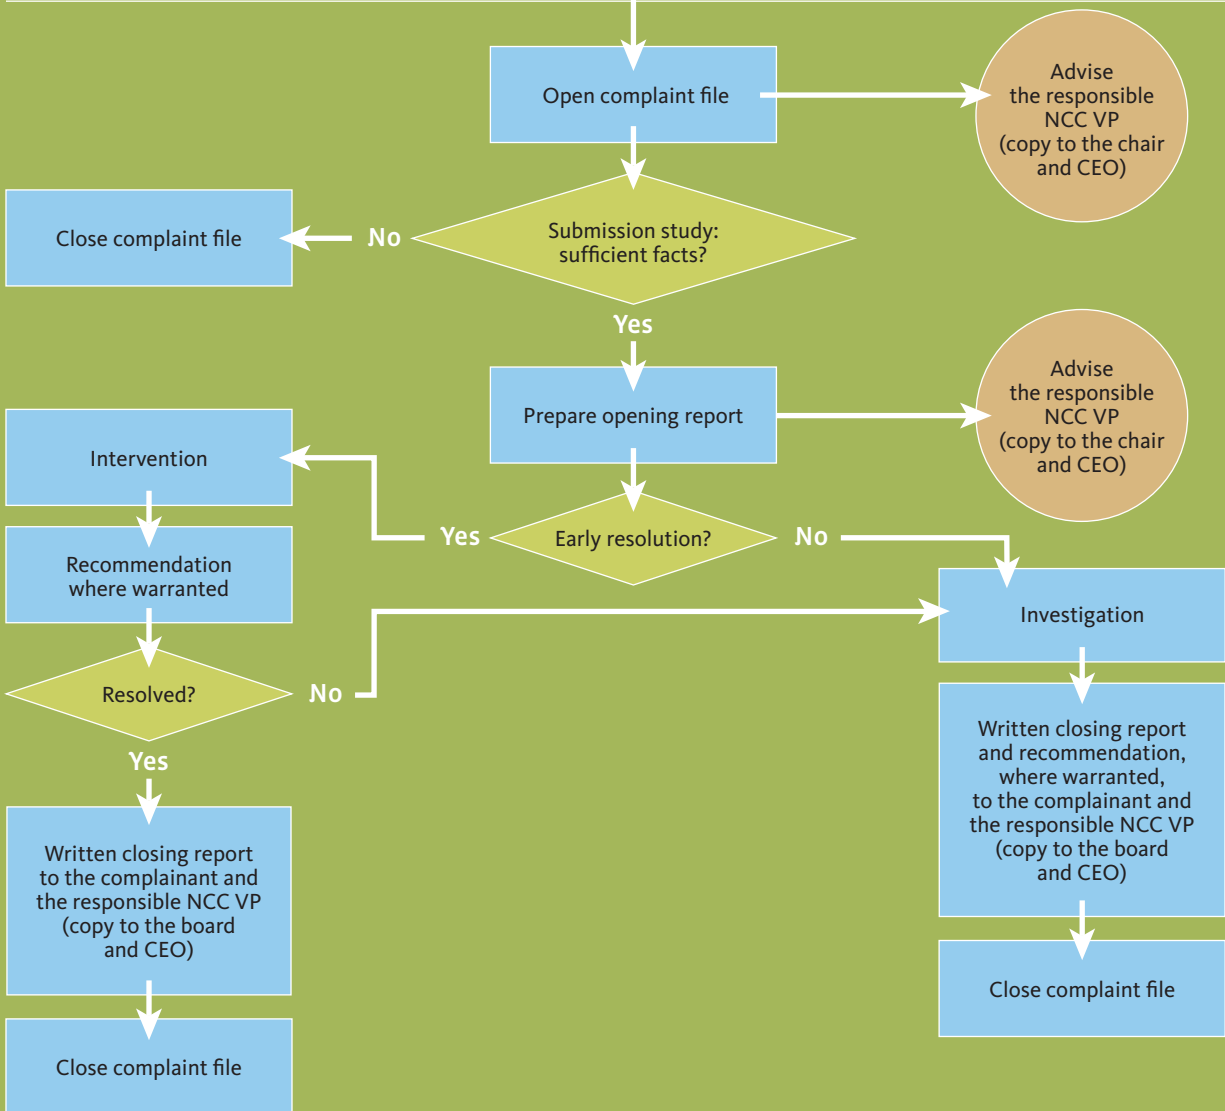 Open complaint file
Advise
the responsible
NCC VP
(copy to the chair
and CEO)
Close complaint file
No
Submission study:
sufficient facts?
Yes
Prepare opening report
Advise
the responsible
NCC VP
(copy to the chair
and CEO)
Intervention
Yes
Early resolution?
No
Recommendation
where warranted
Investigation
Resolved?
No
Yes
Written closing report
and recommendation,
where warranted,
to the complainant and
the responsible NCC VP
(copy to the board
and CEO)
Written closing report
to the complainant and
the responsible NCC VP
(copy to the board
and CEO)
Close complaint file
Close complaint file